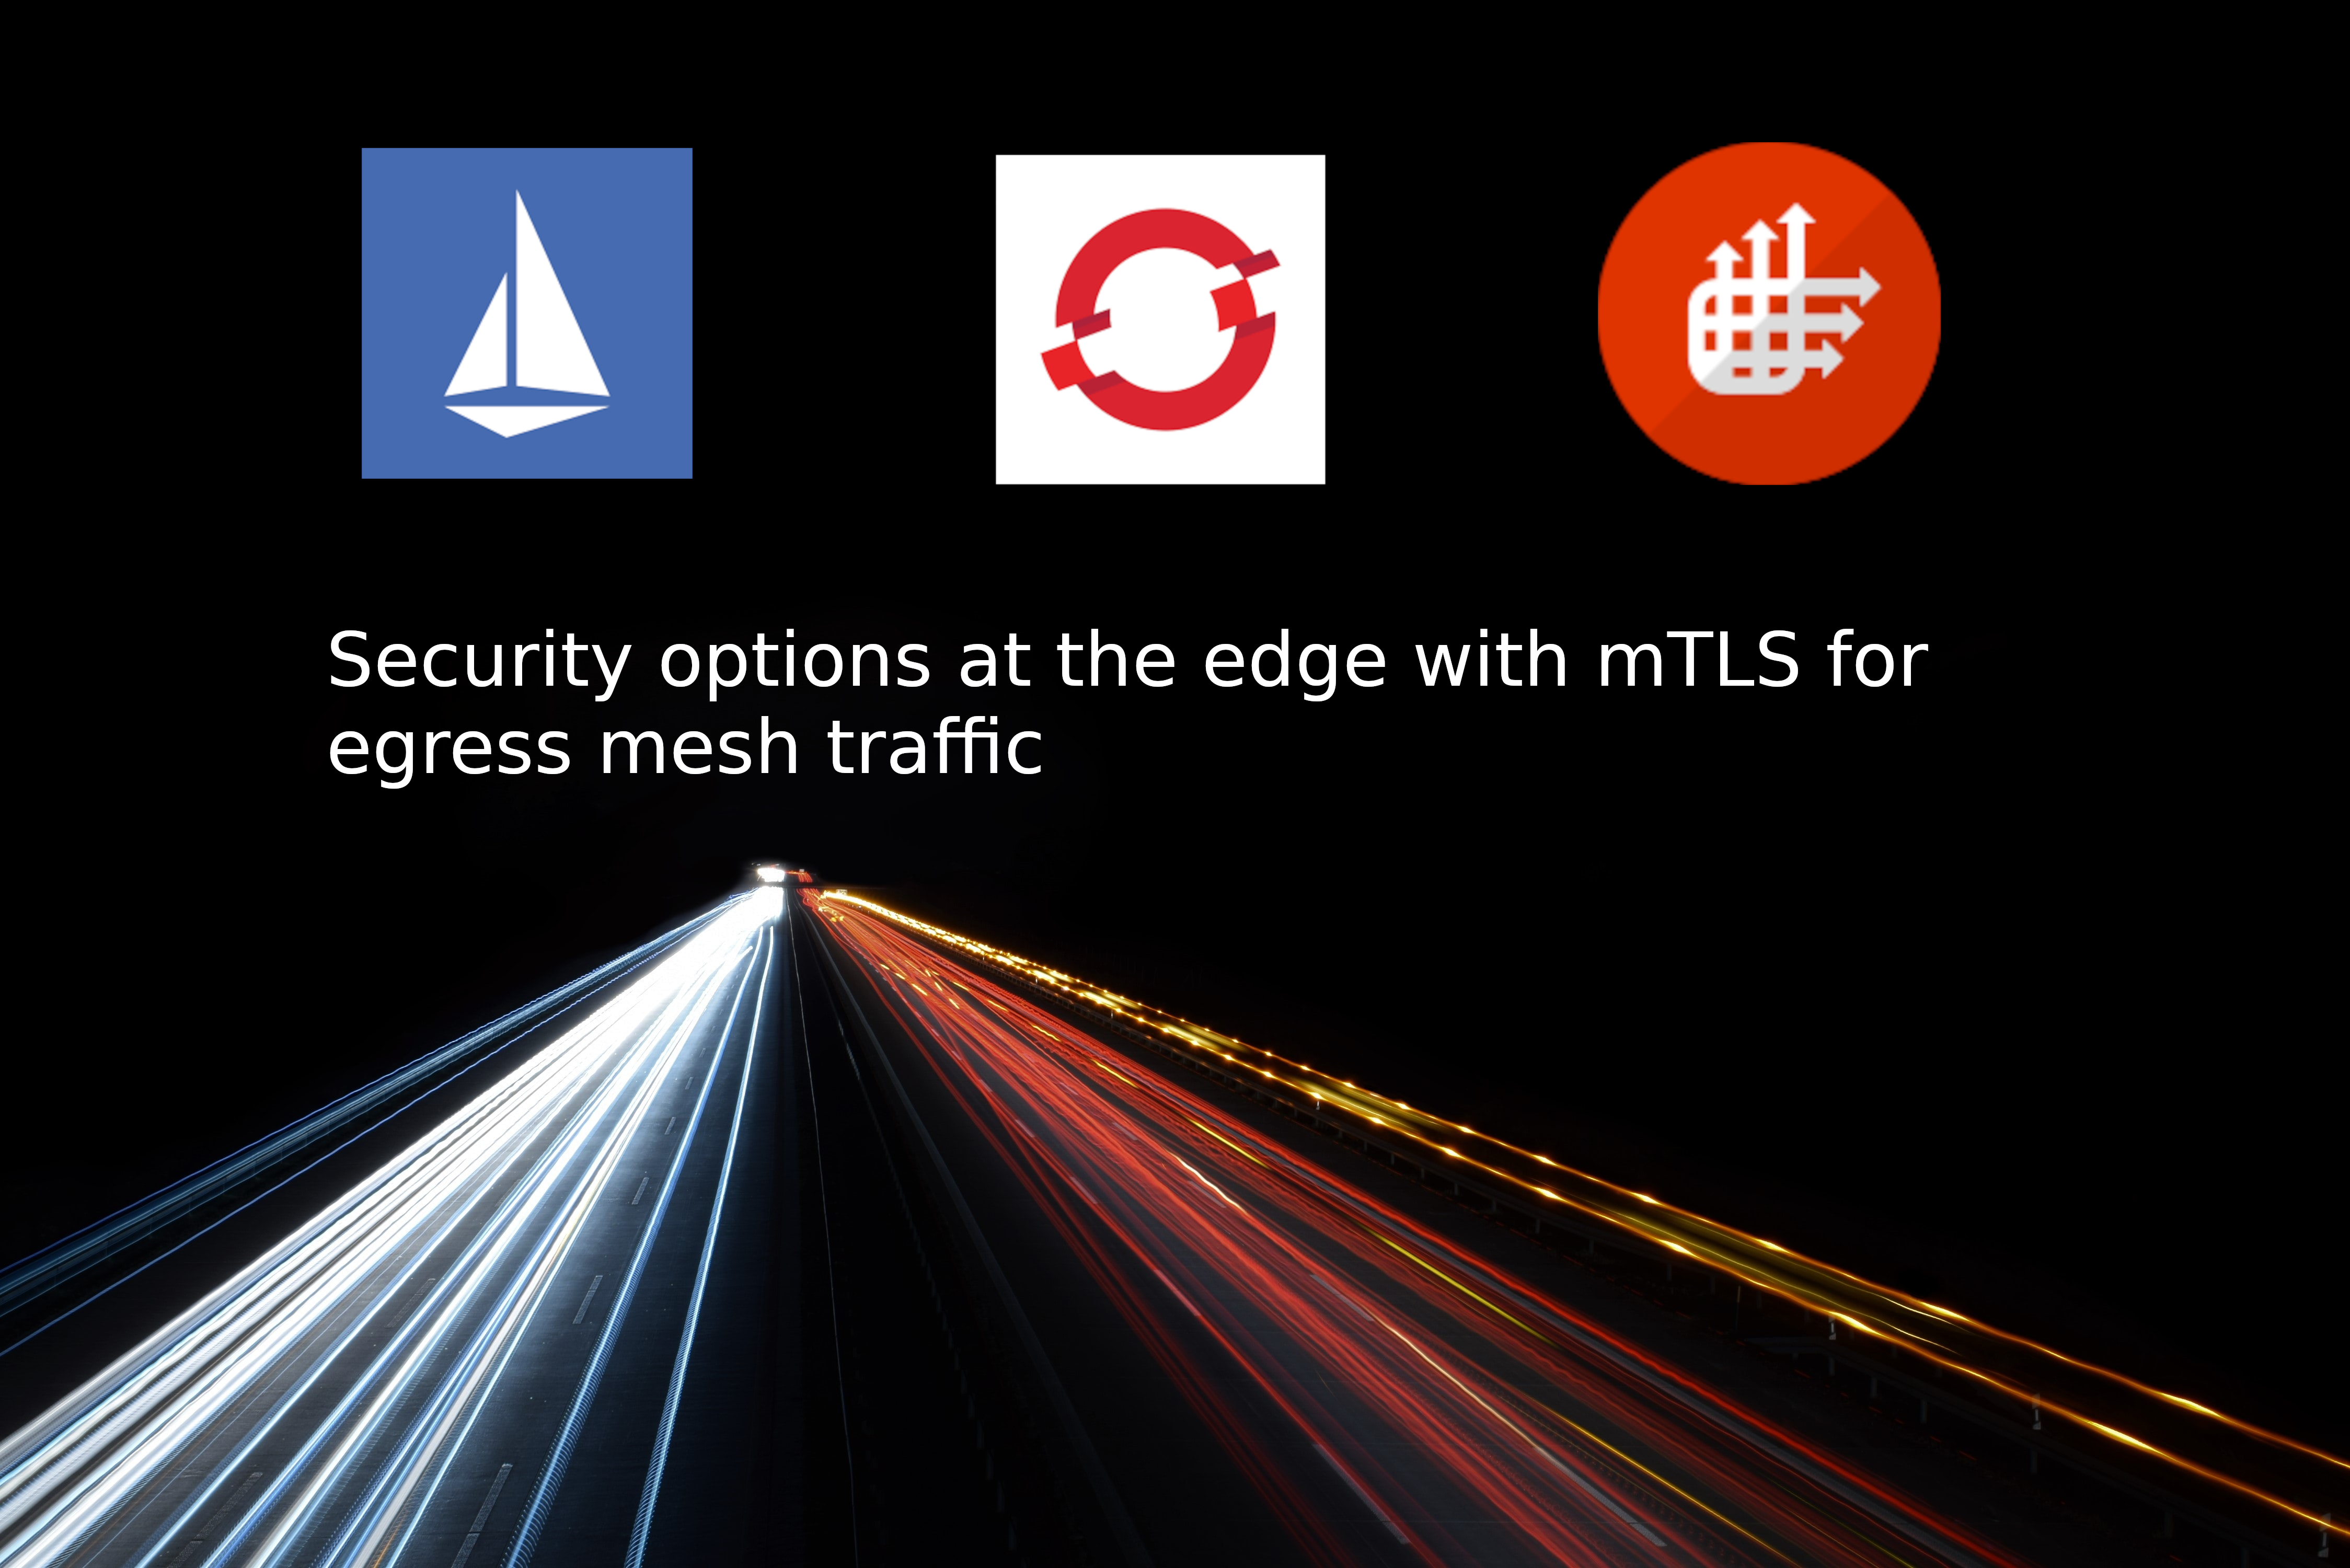 Security options at the edge with mTLS for
egress mesh traffic